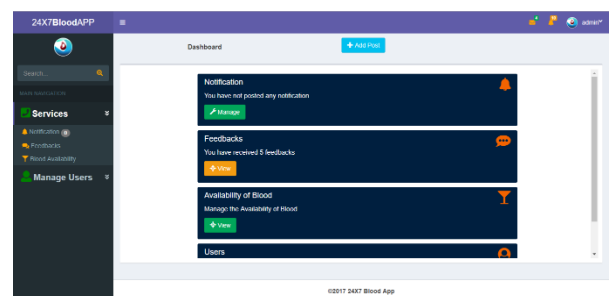 24X7BloodAPP
admin
Dashboard
+ Add Post
Search...
MAIN NAVIGATION
Services
Notification 0
Feedbacks
Blood Availability
Manage Users
Notification
You have not posted any notification
Manage
Feedbacks
You have received 5 feedbacks
View
Availability of Blood
Manage the Availability of Blood
View
Users
©2017 24X7 Blood App